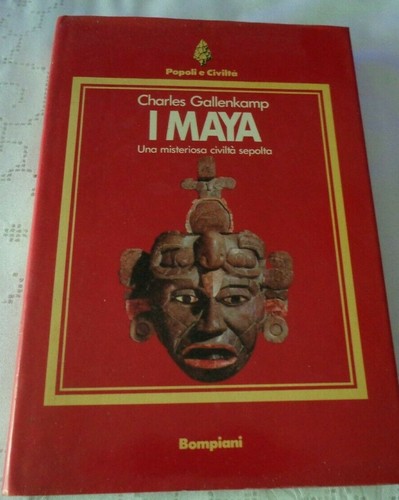 Popoli e Civiltà
Charles Gallenkamp
I MAYA
Una misteriosa civiltà sepolta
Bompiani